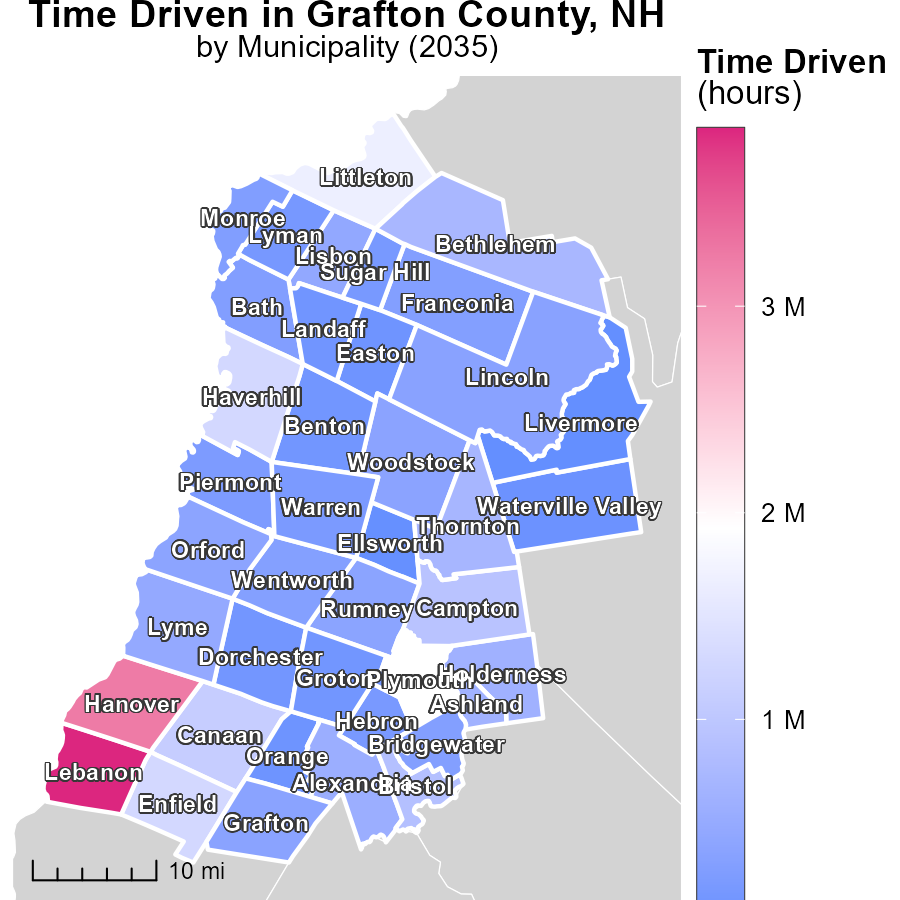 Time Driven in Grafton County, NH
by Municipality (2035)
Time Driven
(hours)
3 M
2 M
1 M
Littleton
Monroe
Lyman
Bethlehem
Lisbon
Sugar Hill
Franconia
Bath
Landaff
Easton
Lincoln
Haverhill
Livermore
Benton
Woodstock
Piermont
Warren
Waterville Valley
Thornton
Ellsworth
Orford
Wentworth
Rumney
Campton
Lyme
Dorchester
Groton
Plymouth
Holderness
Hanover
Ashland
Hebron
Canaan
Bridgewater
Orange
Lebanon
Alexandria
Bristol
Enfield
Grafton
10 mi